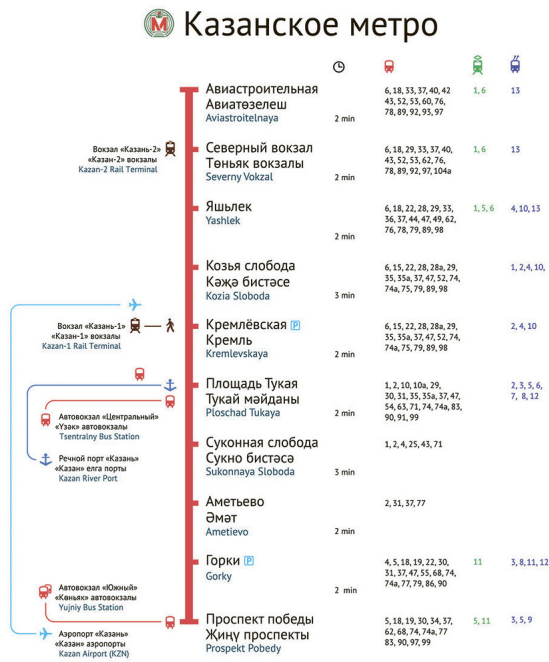 М
Казанское метро
Авиастроительная
Авиатөзелеш
Aviastroitelnaya
2 min
6, 18, 33, 37, 40, 42
43, 52, 53, 60, 76,
78, 89, 92, 93, 97
1, 6
13
Вокзал «Казань-2»
«Казан-2» вокзалы
Kazan-2 Rail Terminal
Северный вокзал
Төньяк вокзалы
Severny Vokzal
2 min
6, 18, 29, 33, 37, 40,
43, 52, 53, 62, 76,
78, 89, 92, 97, 104a
1, 6
13
Яшьлек
Yashlek
2 min
6, 18, 22, 28, 29, 33,
36, 37, 44, 47, 49, 62,
76, 78, 79, 89, 98
1, 5, 6
4, 10, 13
Козья слобода
Кәҗә бистәсе
Kozia Sloboda
3 min
6, 15, 22, 28, 28a, 29,
35, 35a, 37, 47, 52, 74,
74a, 75, 79, 89, 98
1, 2, 4, 10,
Вокзал «Казань-1»
«Казан-1» вокзалы
Kazan-1 Rail Terminal
Кремлёвская P
Кремль
Kremlevskaya
2 min
6, 15, 22, 28, 28a, 29,
35, 35a, 37, 47, 52, 74,
74a, 75, 79, 89, 98
2, 4, 10
Площадь Тукая
Тукай мәйданы
Ploschad Tukaya
2 min
1, 2, 10, 10a, 29,
30, 31, 35, 35a, 37, 47,
54, 63, 71, 74, 74a, 83,
90, 91, 99
2, 3, 5, 6,
7, 8, 12
Автовокзал «Центральный»
«Үзәк» автовокзалы
Tsentralny Bus Station
Речной порт «Казань»
«Казан» елга порты
Kazan River Port
Суконная слобода
Сукно бистәсә
Sukonnaya Sloboda
3 min
1, 2, 4, 25, 43, 71
Аметьево
Әмәт
Ametievo
2 min
2, 31, 37, 77
Горки P
Gorky
2 min
4, 5, 18, 19, 22, 30,
31, 37, 47, 55, 68, 74,
74a, 77, 79, 86, 90
11
3, 8, 11, 12
Автовокзал «Южный»
«Көньяк» автовокзалы
Yujniy Bus Station
Аэропорт «Казань»
«Казан» аэропорты
Kazan Airport (KZN)
Проспект победы
Җиңү проспекты
Prospekt Pobedy
5, 18, 19, 30, 34, 37,
62, 68, 74, 74a, 77
83, 90, 97, 99
5, 11
3, 5, 9